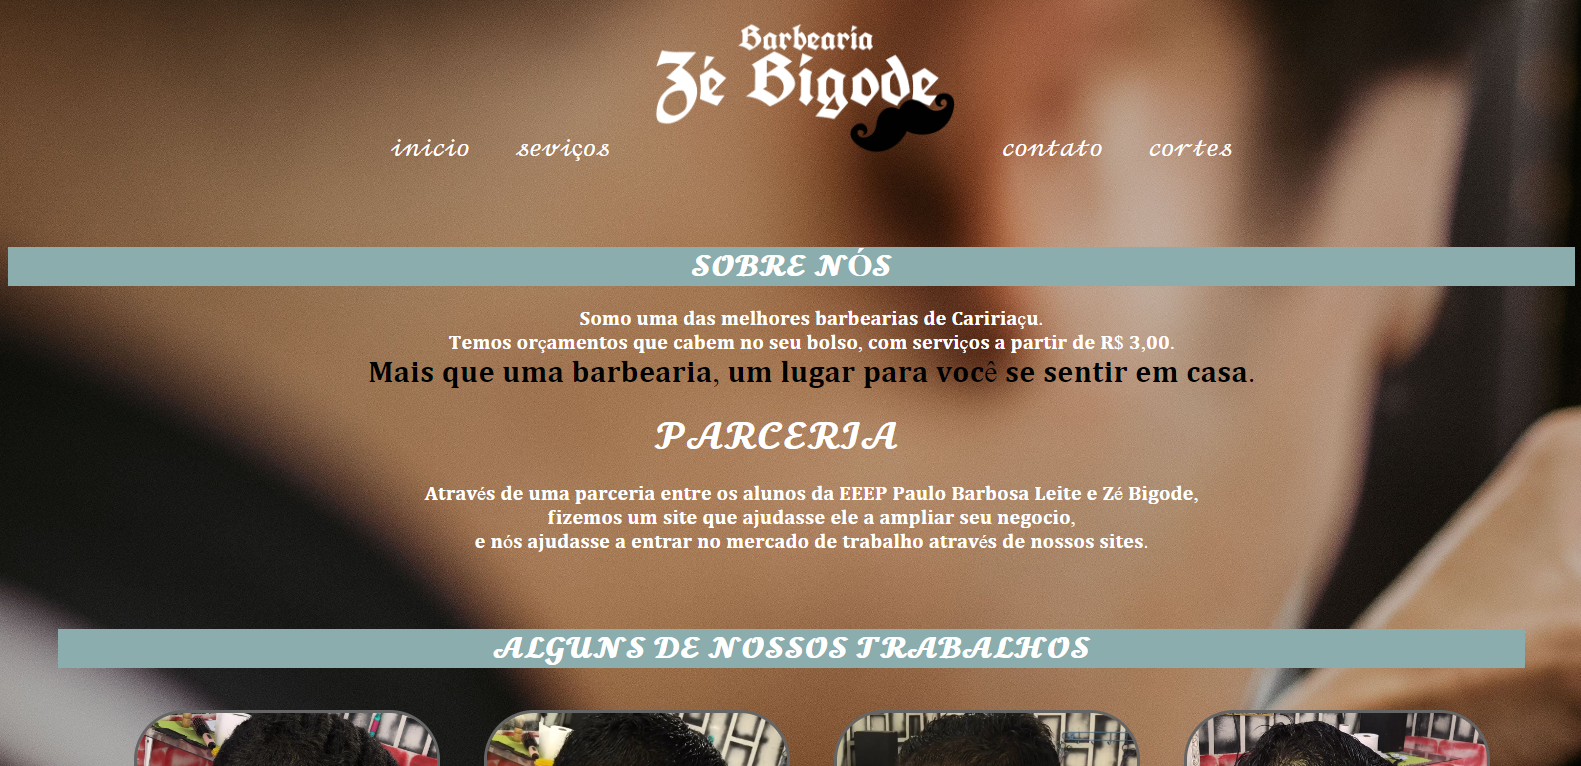 Barbearia
Zé Bigode
inicio seviços contato cortes
SOBRE NÓS
Somo uma das melhores barbearias de Caririaçu.
Temos orçamentos que cabem no seu bolso, com serviços a partir de R$ 3,00.
Mais que uma barbearia, um lugar para você se sentir em casa.
PARCERIA
Através de uma parceria entre os alunos da EEEP Paulo Barbosa Leite e Zé Bigode,
fizemos um site que ajudasse ele a ampliar seu negocio,
e nós ajudasse a entrar no mercado de trabalho através de nossos sites.
ALGUNS DE NOSSOS TRABALHOS